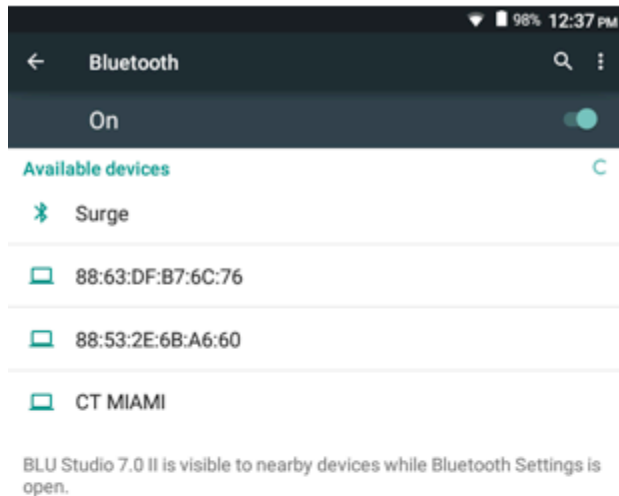 98% 12:37 PM
Bluetooth
On
Available devices
Surge
88:63:DF:B7:6C:76
88:53:2E:6B:A6:60
CT MIAMI
BLU Studio 7.0 II is visible to nearby devices while Bluetooth Settings is
open.